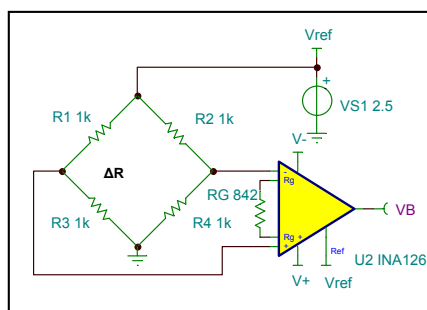 Vref
+
R1 1k
R2 1k
VS1 2.5
V-
ΔR
-
Rg
RG 842
VB
R3 1k
R4 1k
Rg +
+
Ref
U2 INA126
V+
Vref